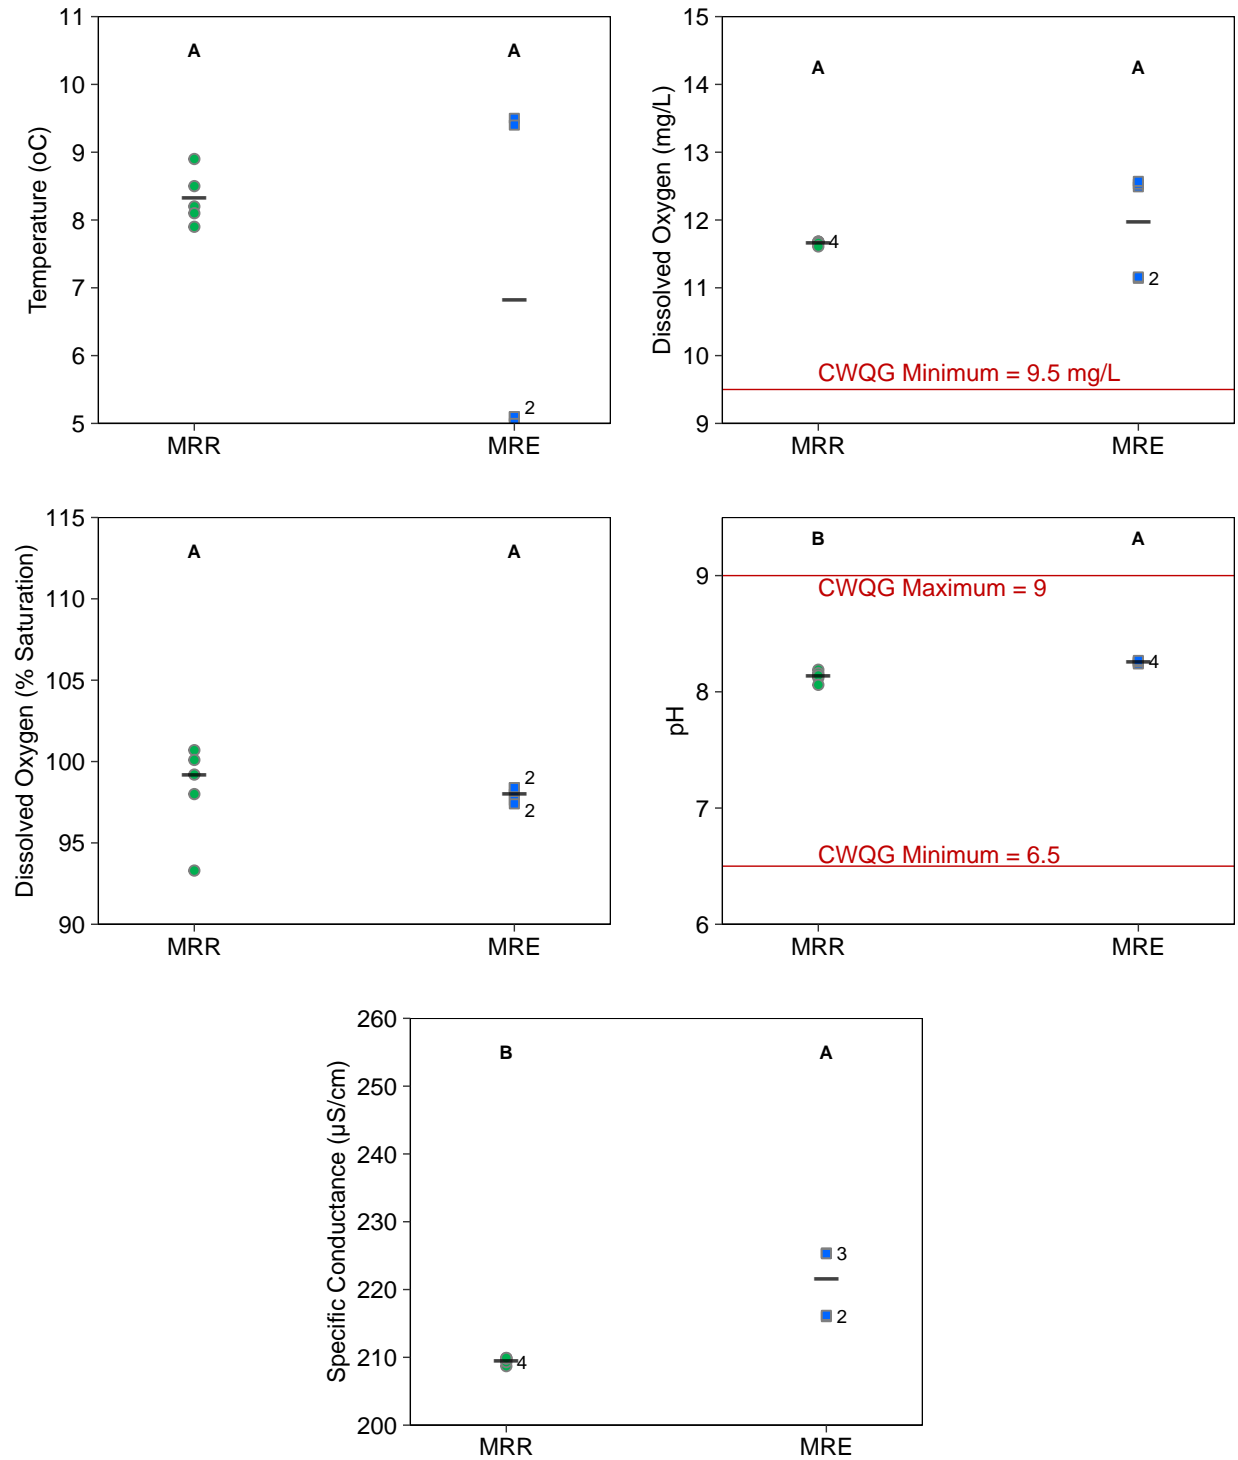 Temperature (oC)
11
10
9
8
7
6
5
A
A
2
MRR
MRE
Dissolved Oxygen (mg/L)
15
14
13
12
11
10
9
A
A
4
2
CWQG Minimum = 9.5 mg/L
MRR
MRE
Dissolved Oxygen (% Saturation)
115
110
105
100
95
90
A
A
2
2
MRR
MRE
pH
9
8
7
6
B
A
CWQG Maximum = 9
4
CWQG Minimum = 6.5
MRR
MRE
Specific Conductance (µS/cm)
260
250
240
230
220
210
200
B
A
3
2
4
MRR
MRE